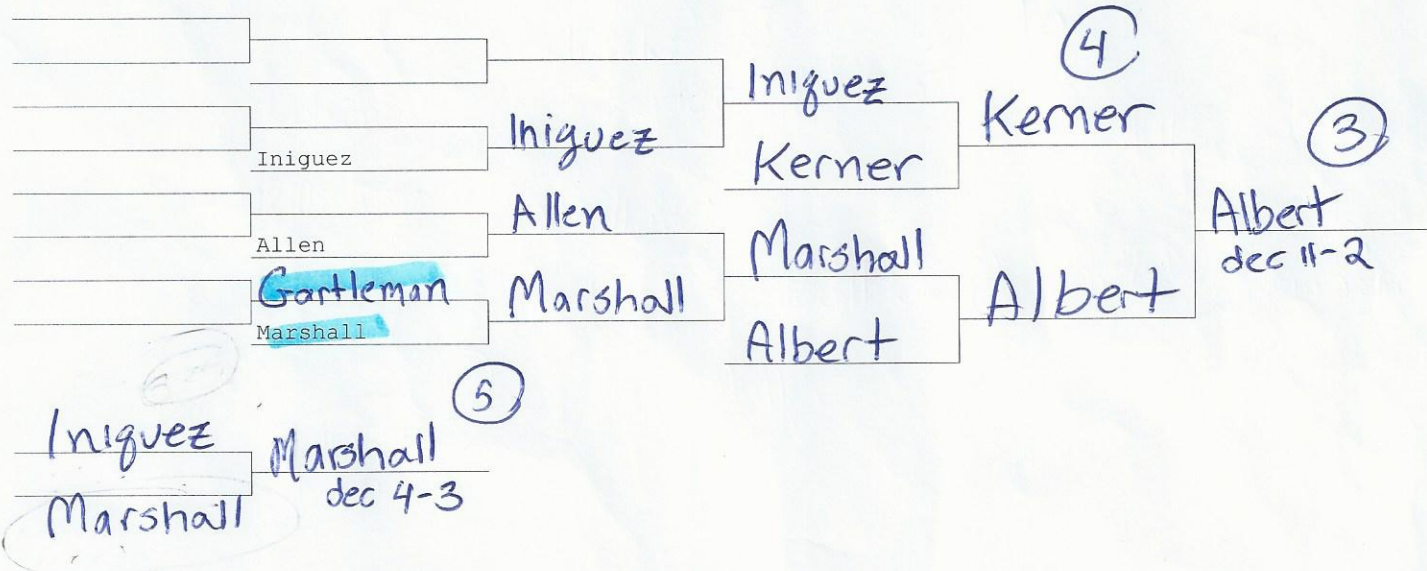 ④
Iniguez
Kerner
③
Iniguez
Iniguez
Kerner
Allen
Albert
dec 11-2
Allen
Marshall
Gartleman
Marshall
Albert
Marshall
Albert
⑤
Iniguez
Marshall
dec 4-3
Marshall